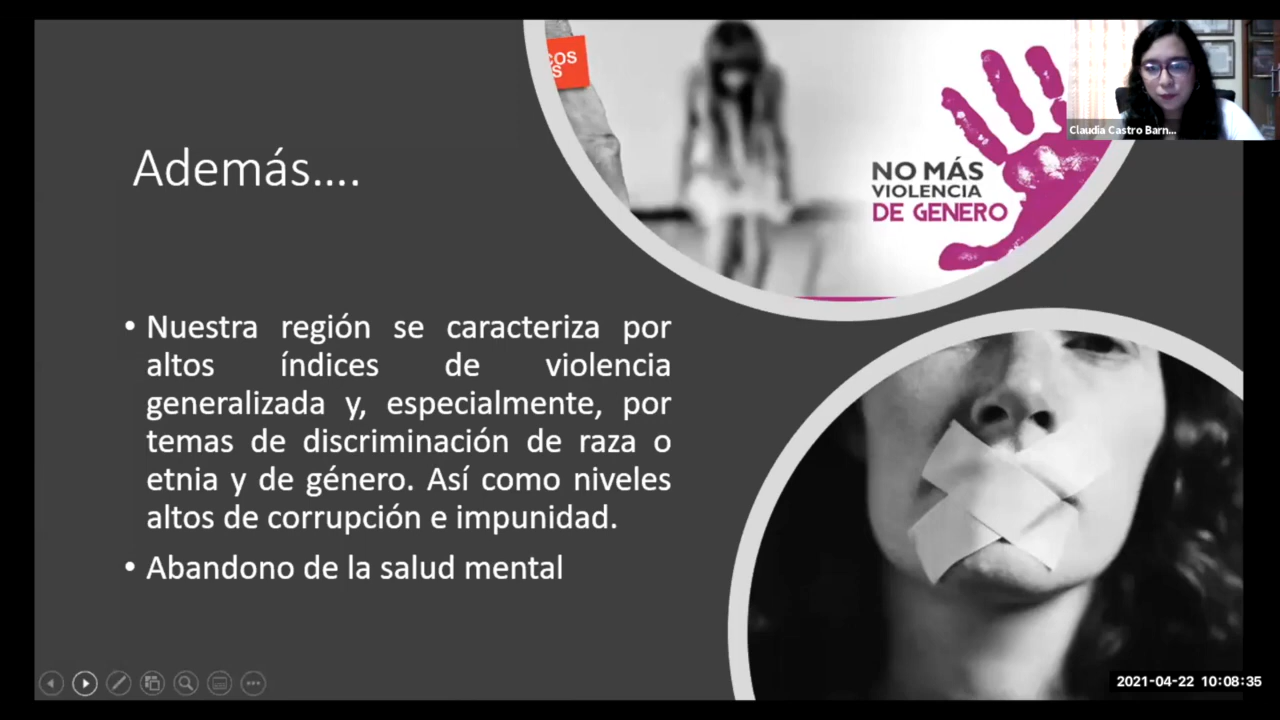 COS
S
NO MÁS
VIOLENCIA
DE GENERO
Claudia Castro Barn...
Además....
• Nuestra región se caracteriza por
altos índices de violencia
generalizada y, especialmente, por
temas de discriminación de raza o
etnia y de género. Así como niveles
altos de corrupción e impunidad.
• Abandono de la salud mental
2021-04-22 10:08:35